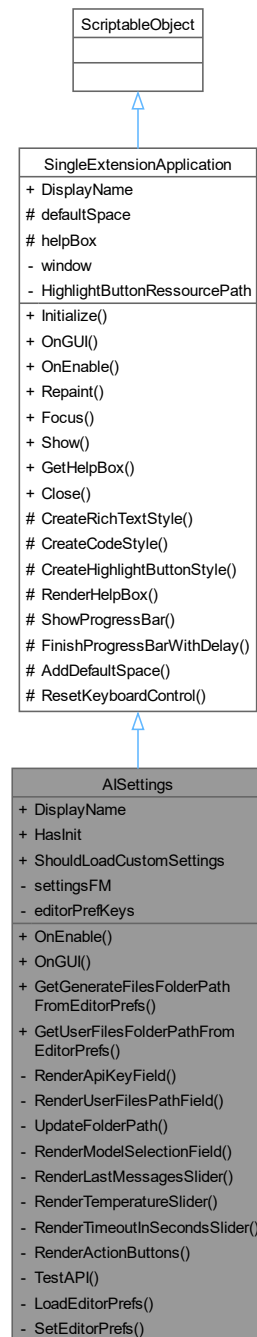 ScriptableObject
SingleExtensionApplication
+ DisplayName
# defaultSpace
# helpBox
- window
- HighlightButtonRessourcePath
+ Initialize()
+ OnGUI()
+ OnEnable()
+ Repaint()
+ Focus()
+ Show()
+ GetHelpBox()
+ Close()
# CreateRichTextStyle()
# CreateCodeStyle()
# CreateHighlightButtonStyle()
# RenderHelpBox()
# ShowProgressBar()
# FinishProgressBarWithDelay()
# AddDefaultSpace()
# ResetKeyboardControl()
AISettings
+ DisplayName
+ HasInit
+ ShouldLoadCustomSettings
- settingsFM
- editorPrefKeys
+ OnEnable()
+ OnGUI()
+ GetGenerateFilesFolderPath
FromEditorPrefs()
+ GetUserFilesFolderPathFrom
EditorPrefs()
- RenderApiKeyField()
- RenderUserFilesPathField()
- UpdateFolderPath()
- RenderModelSelectionField()
- RenderLastMessagesSlider()
- RenderTemperatureSlider()
- RenderTimeoutInSecondsSlider()
- RenderActionButtons()
- TestAPI()
- LoadEditorPrefs()
- SetEditorPrefs()